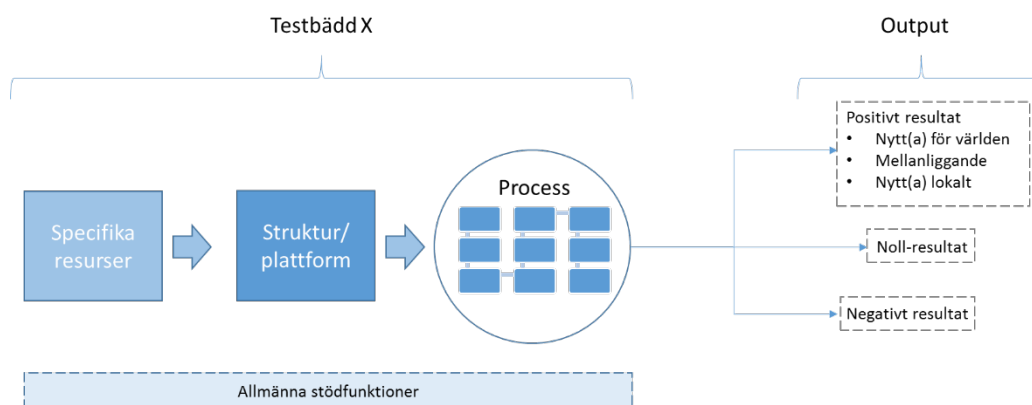 Testbädd X
Output
Specifika
resurser
Struktur/
plattform
Process
Positivt resultat
• Nytt(a) för världen
• Mellanliggande
• Nytt(a) lokalt
Noll-resultat
Negativt resultat
Allmänna stödfunktioner